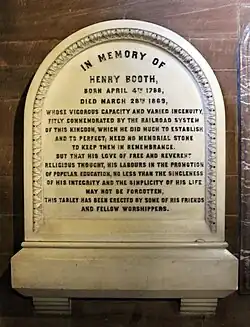 IN MEMORY OF
HENRY BOOTH,
BORN APRIL 4TH 1788,
DIED MARCH 28TH 1869,
WHOSE VIGOROUS CAPACITY AND VARIED INGENUITY,
FITLY COMMEMORATED BY THE RAILROAD SYSTEM
OF THIS KINGDOM, WHICH HE DID MUCH TO ESTABLISH
AND TO PERFECT, NEED NO MEMORIAL STONE
TO KEEP THEM IN REMEMBRANCE.
BUT THAT HIS LOVE OF FREE AND REVERENT
RELIGIOUS THOUGHT, HIS LABOURS IN THE PROMOTION
OF POPULAR EDUCATION, NO LESS THAN THE SINGLENESS
OF HIS INTEGRITY AND THE SIMPLICITY OF HIS LIFE
MAY NOT BE FORGOTTEN,
THIS TABLET HAS BEEN ERECTED BY SOME OF HIS FRIENDS
AND FELLOW WORSHIPPERS.